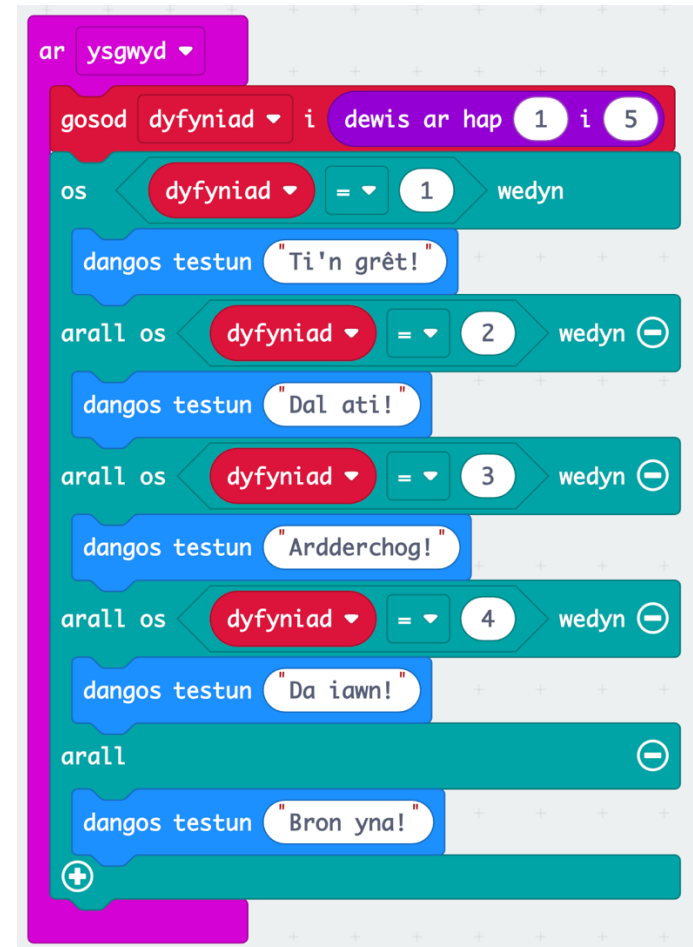 ar ysgwyd
gosod dyfyniad i dewis ar hap 1 i 5
os dyfyniad = 1 wedyn
dangos testun "Ti'n grêt!"
arall os dyfyniad = 2 wedyn
dangos testun "Dal ati!"
arall os dyfyniad = 3 wedyn
dangos testun "Ardderchog!"
arall os dyfyniad = 4 wedyn
dangos testun "Da iawn!"
arall
dangos testun "Bron yna!"